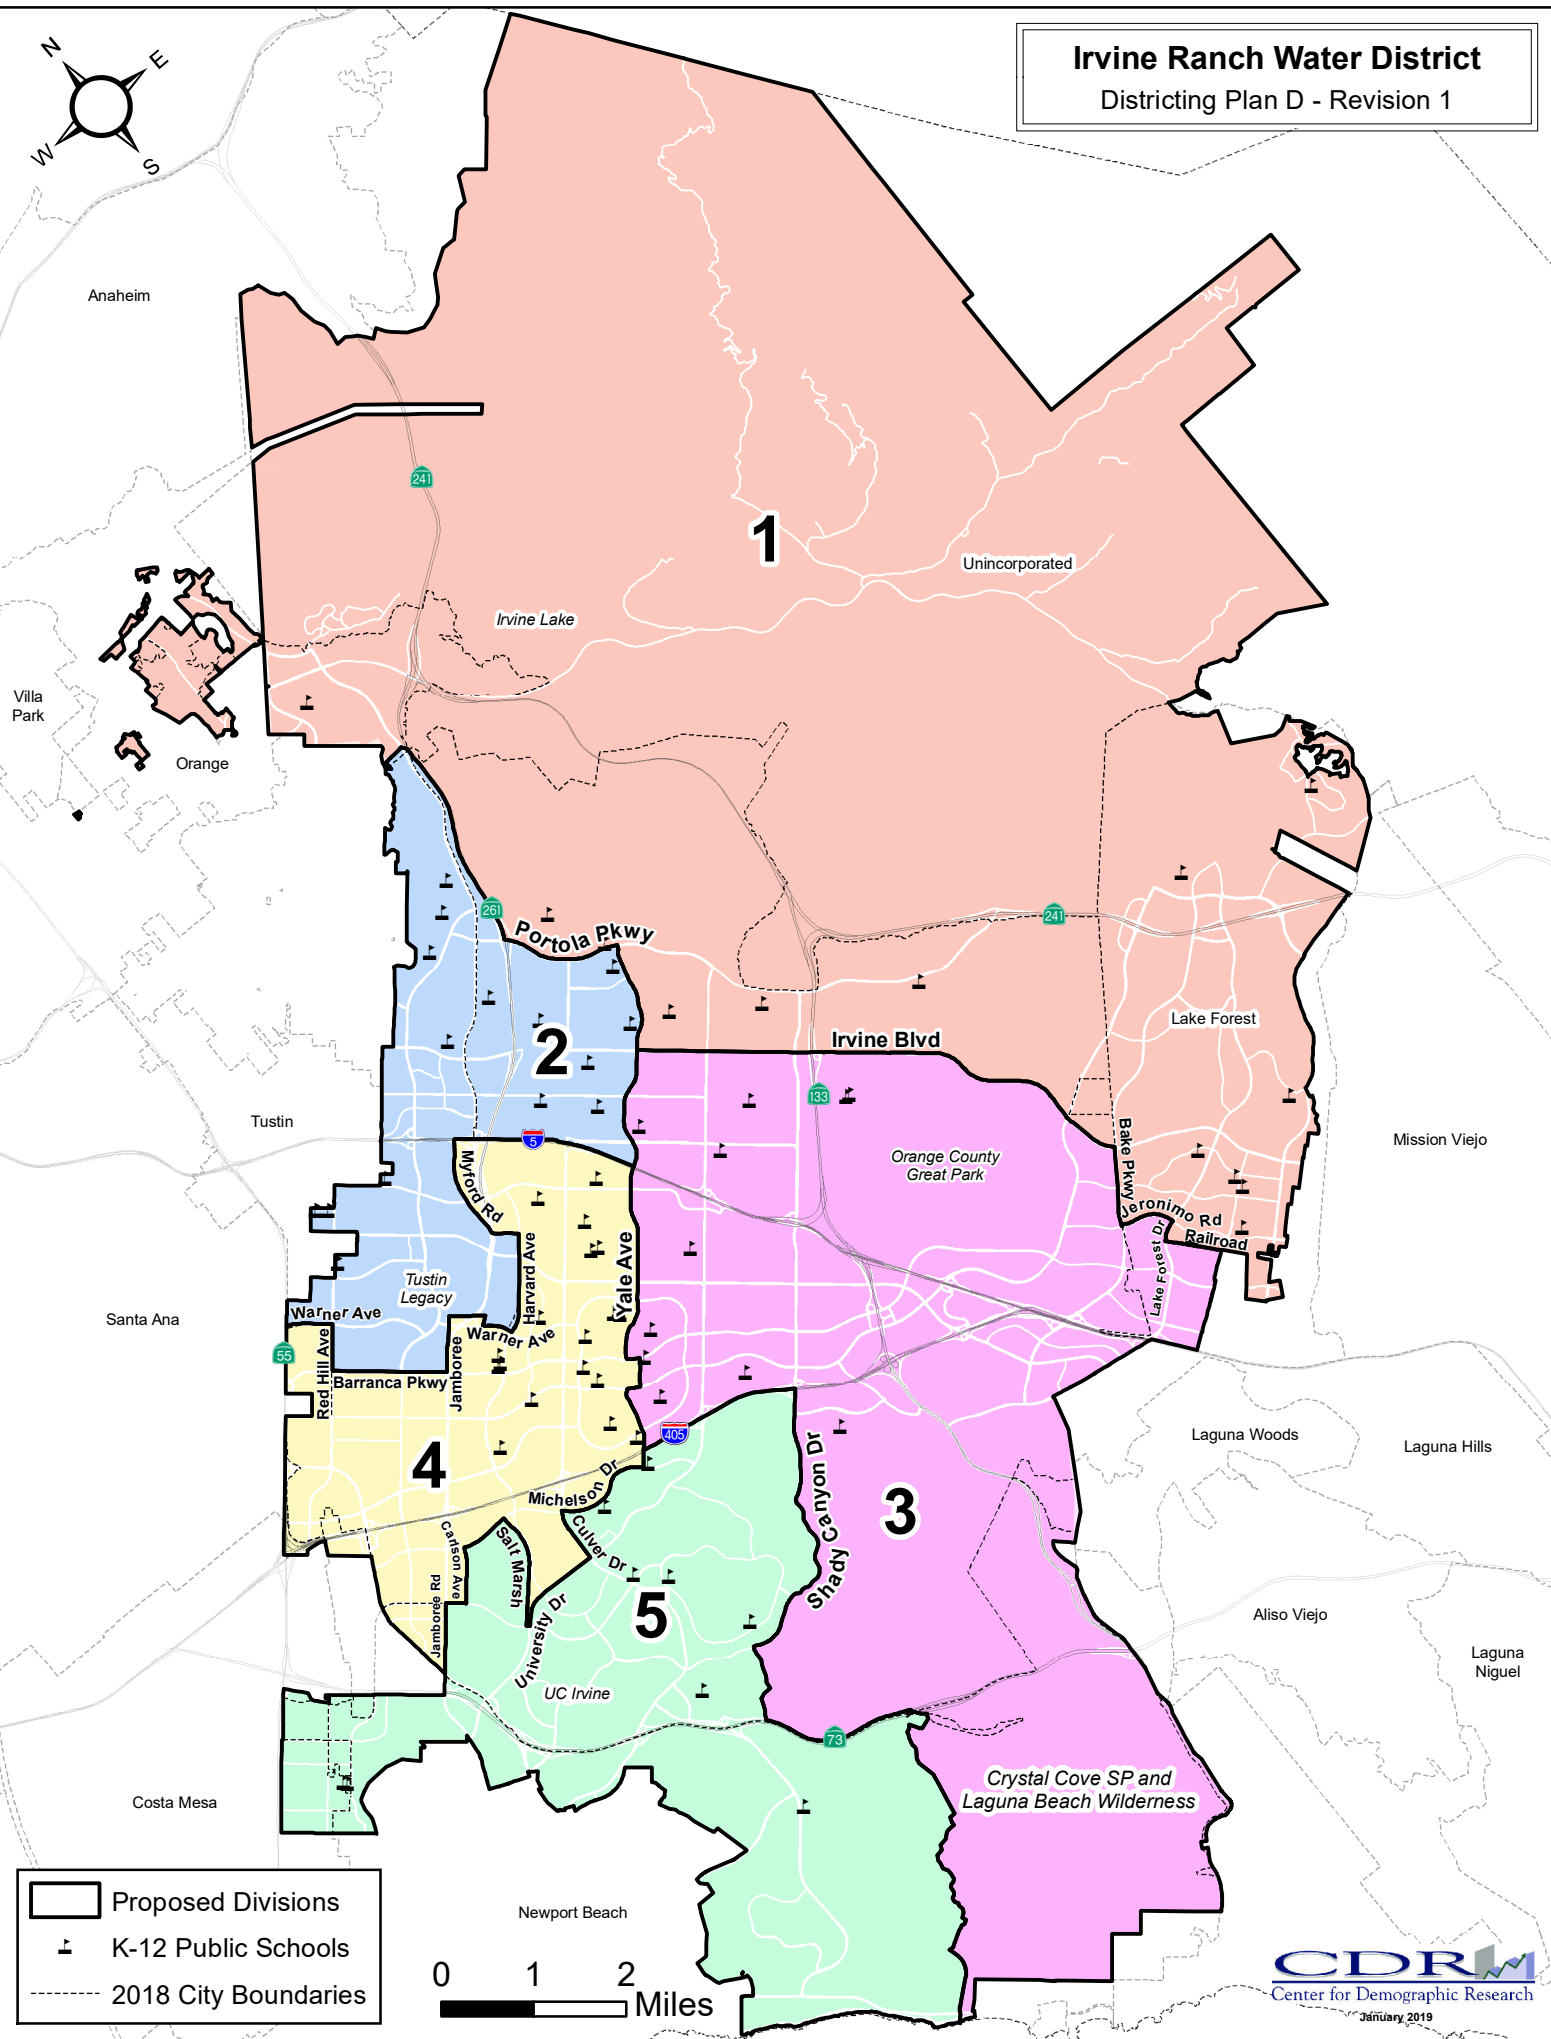 Irvine Ranch Water District
Districting Plan D - Revision 1
N
E
W
S
Anaheim
241
1
Unincorporated
Irvine Lake
Villa
Park
Orange
261
Portola Pkwy
241
Lake Forest
2
Irvine Blvd
133
Tustin
5
Bake Pkwy
Mission Viejo
Orange County
Great Park
Myford Rd
Jeronimo Rd
Railroad
Lake Forest Dr
Harvard Ave
Yale Ave
Tustin
Legacy
Santa Ana
Warner Ave
Warner Ave
55
Red Hill Ave
Jamboree
Barranca Pkwy
405
Laguna Woods
Laguna Hills
4
Michelson Dr
Shady Canyon Dr
3
Carlson Ave
Salt Marsh
Culver Dr
Jamboree Rd
5
University Dr
Aliso Viejo
Laguna
Niguel
UC Irvine
73
Crystal Cove SP and
Laguna Beach Wilderness
Costa Mesa
Newport Beach
Proposed Divisions
K-12 Public Schools
2018 City Boundaries
0 1 2
Miles
CDR
Center for Demographic Research
January 2019